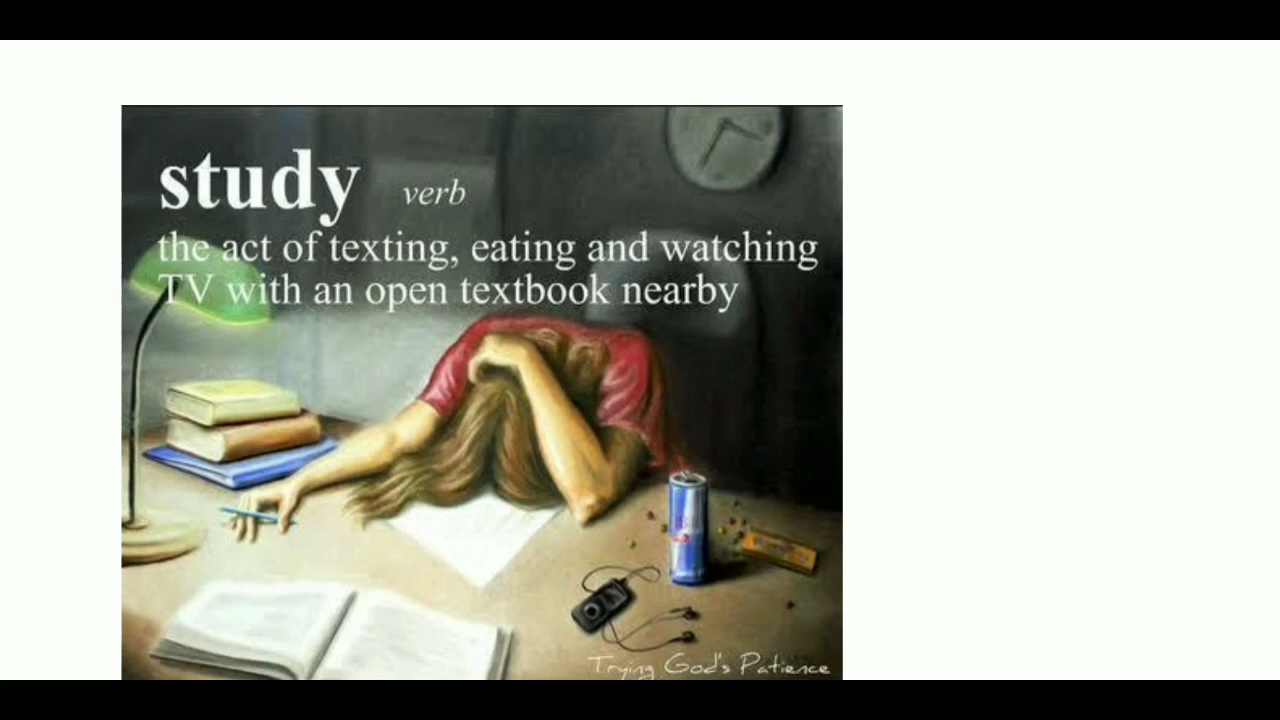 study verb
the act of texting, eating and watching
TV with an open textbook nearby
Trying God's Patience